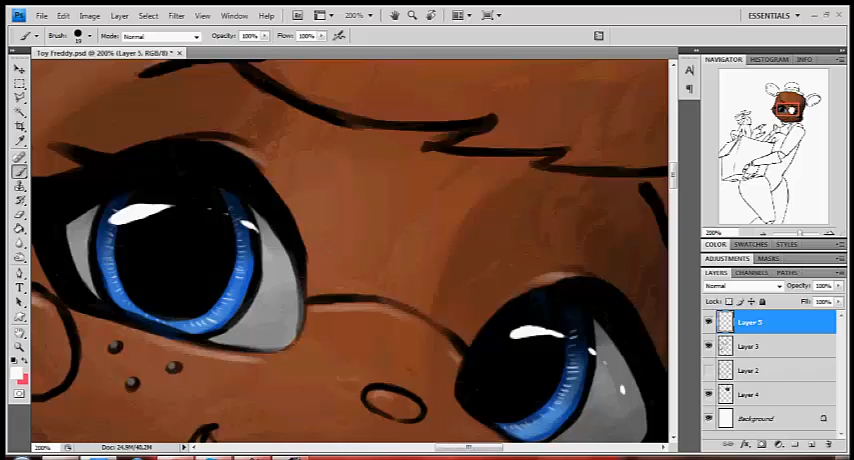 Ps File Edit Image Layer Select Filter View Window Help Br 200% ESSENTIALS
Brush: 19 Mode: Normal Opacity: 100% Flow: 100%
Toy Freddy.psd @ 200% (Layer 5, RGB/8) *
NAVIGATOR HISTOGRAM INFO
200%
COLOR SWATCHES STYLES
ADJUSTMENTS MASKS
LAYERS CHANNELS PATHS
Normal Opacity: 100%
Lock: Fill: 100%
Layer 5
Layer 3
Layer 2
Layer 4
Background
200% Doc: 24.9M/40.2M